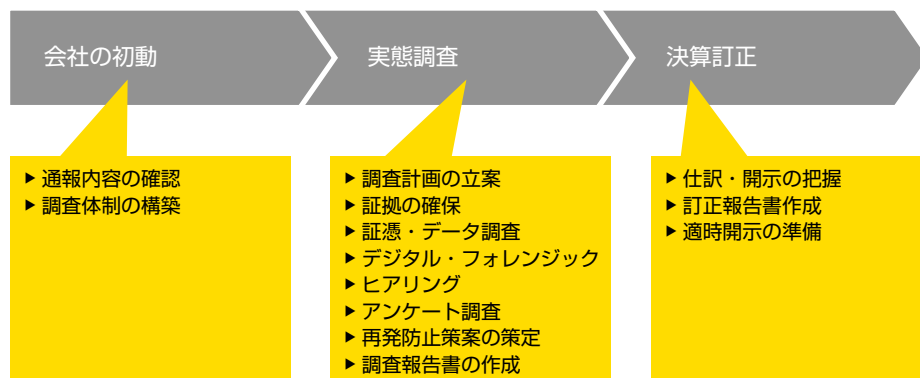 会社の初動
実態調査
決算訂正
▶ 通報内容の確認
▶ 調査体制の構築
▶ 調査計画の立案
▶ 証拠の確保
▶ 証憑・データ調査
▶ デジタル・フォレンジック
▶ ヒアリング
▶ アンケート調査
▶ 再発防止策案の策定
▶ 調査報告書の作成
▶ 仕訳・開示の把握
▶ 訂正報告書作成
▶ 適時開示の準備